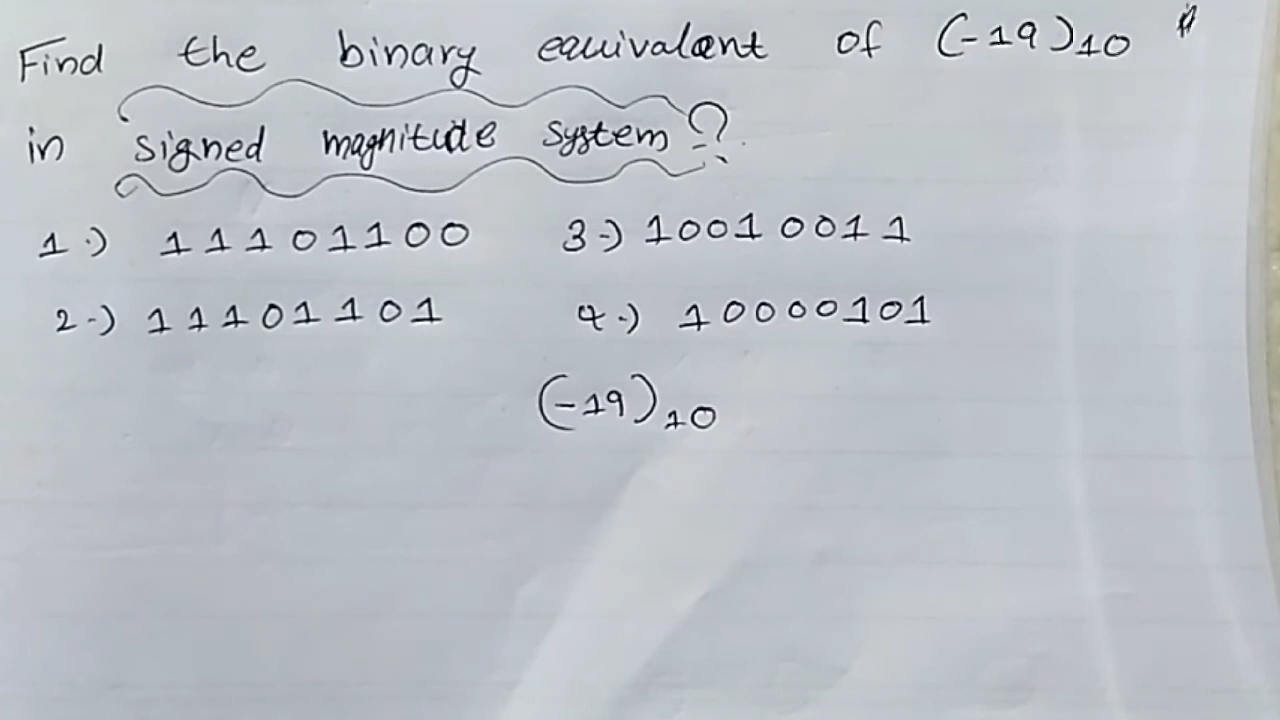 Find the binary equivalent of (-19)10
in signed magnitude system ?
1.) 11101100 3.) 10010011
2.) 11101101 4.) 10000101
(-19)10